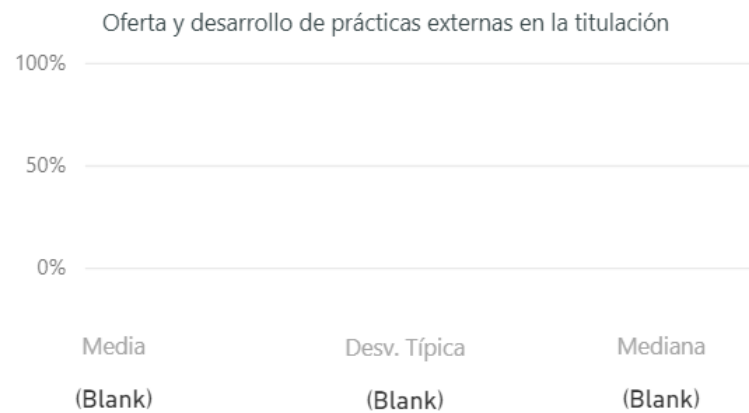 Oferta y desarrollo de prácticas externas en la titulación
100%
50%
0%
Media Desv. Típica Mediana
(Blank) (Blank) (Blank)